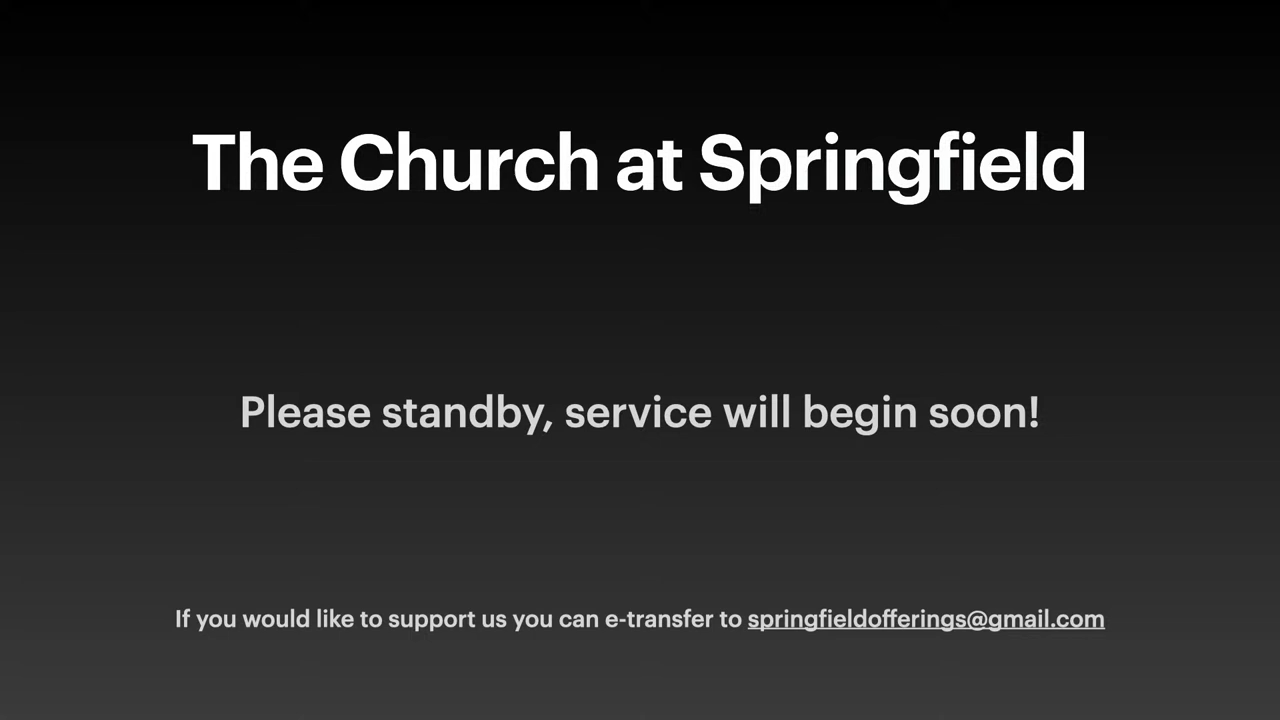 The Church at Springfield
Please standby, service will begin soon!
If you would like to support us you can e-transfer to springfieldofferings@gmail.com